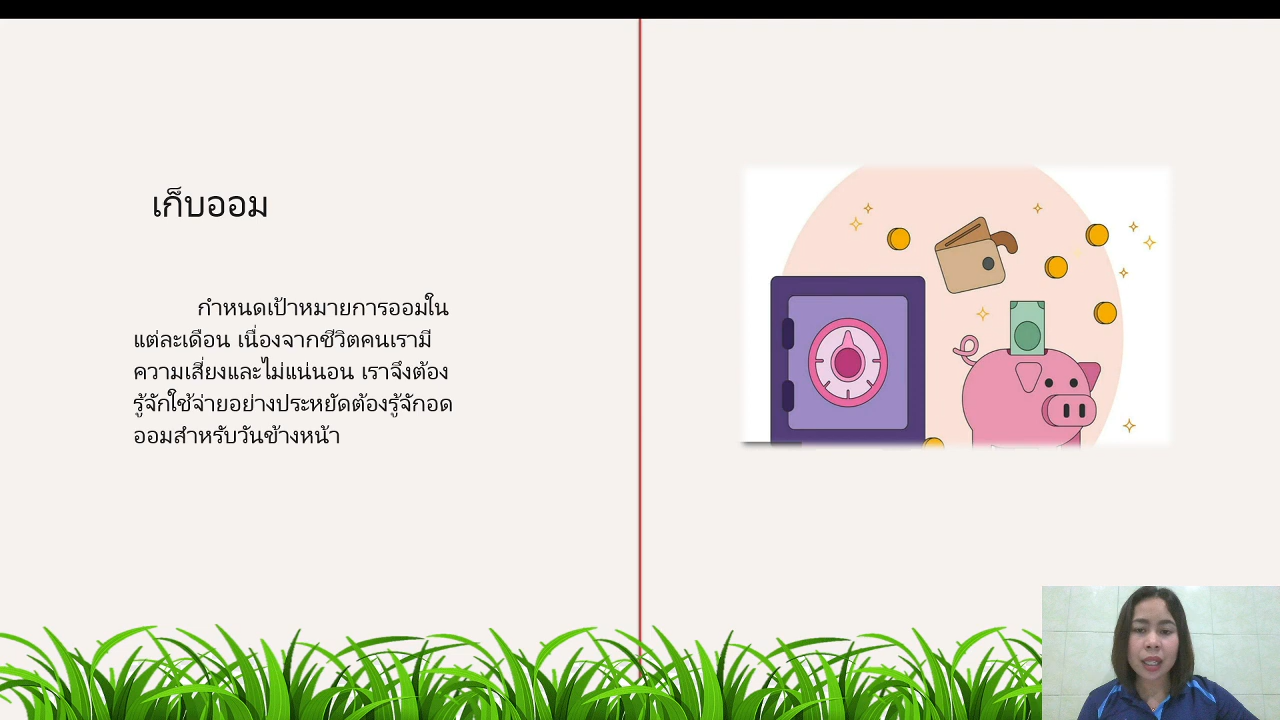 เก็บออม
กำหนดเป้าหมายการออมใน
แต่ละเดือน เนื่องจากชีวิตคนเรามี
ความเสี่ยงและไม่แน่นอน เราจึงต้อง
รู้จักใช้จ่ายอย่างประหยัดต้องรู้จักอด
ออมสำหรับวันข้างหน้า